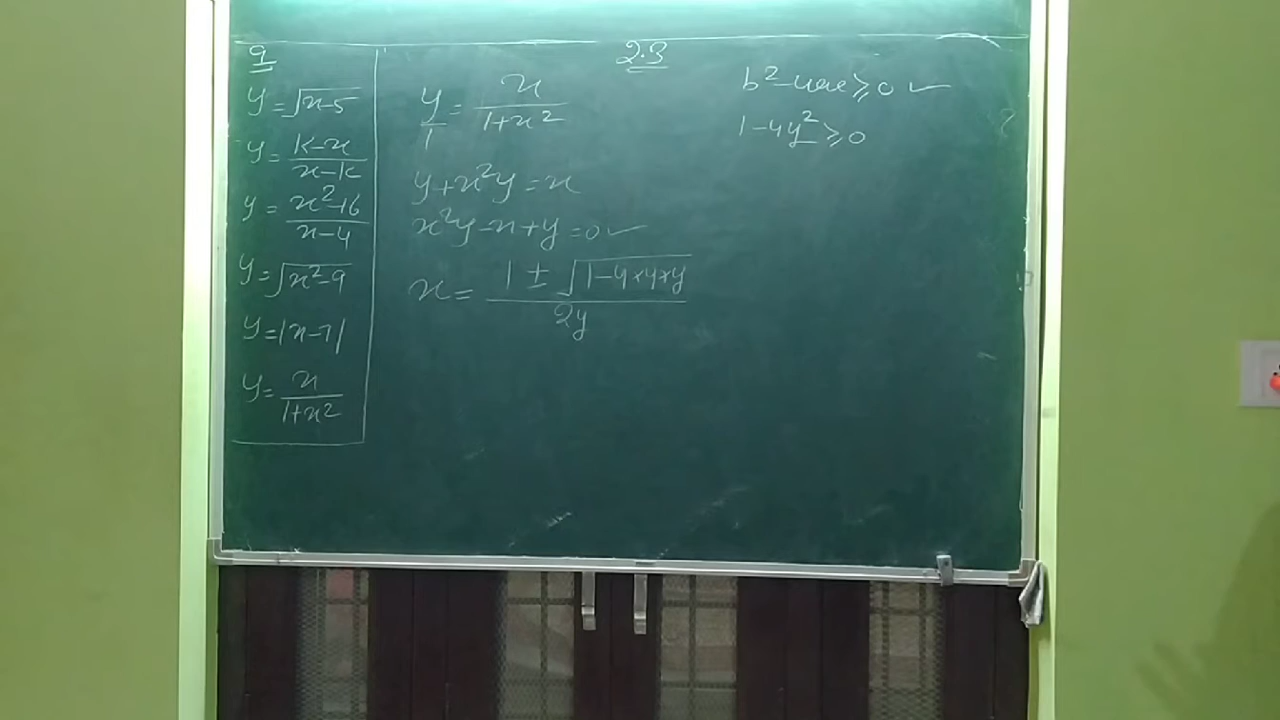 9
y = √x-5
y = k-x / x-k
y = x²+16 / x-4
y = √x²-9
y = |x-7|
y = x / 1+x²
2.3
y/1 = x / 1+x²
y+x²y = x
x²y-x+y = 0 ✓
x = 1 ± √1-4×y×y / 2y
b²-4ac ≥ 0 ✓
1-4y² ≥ 0